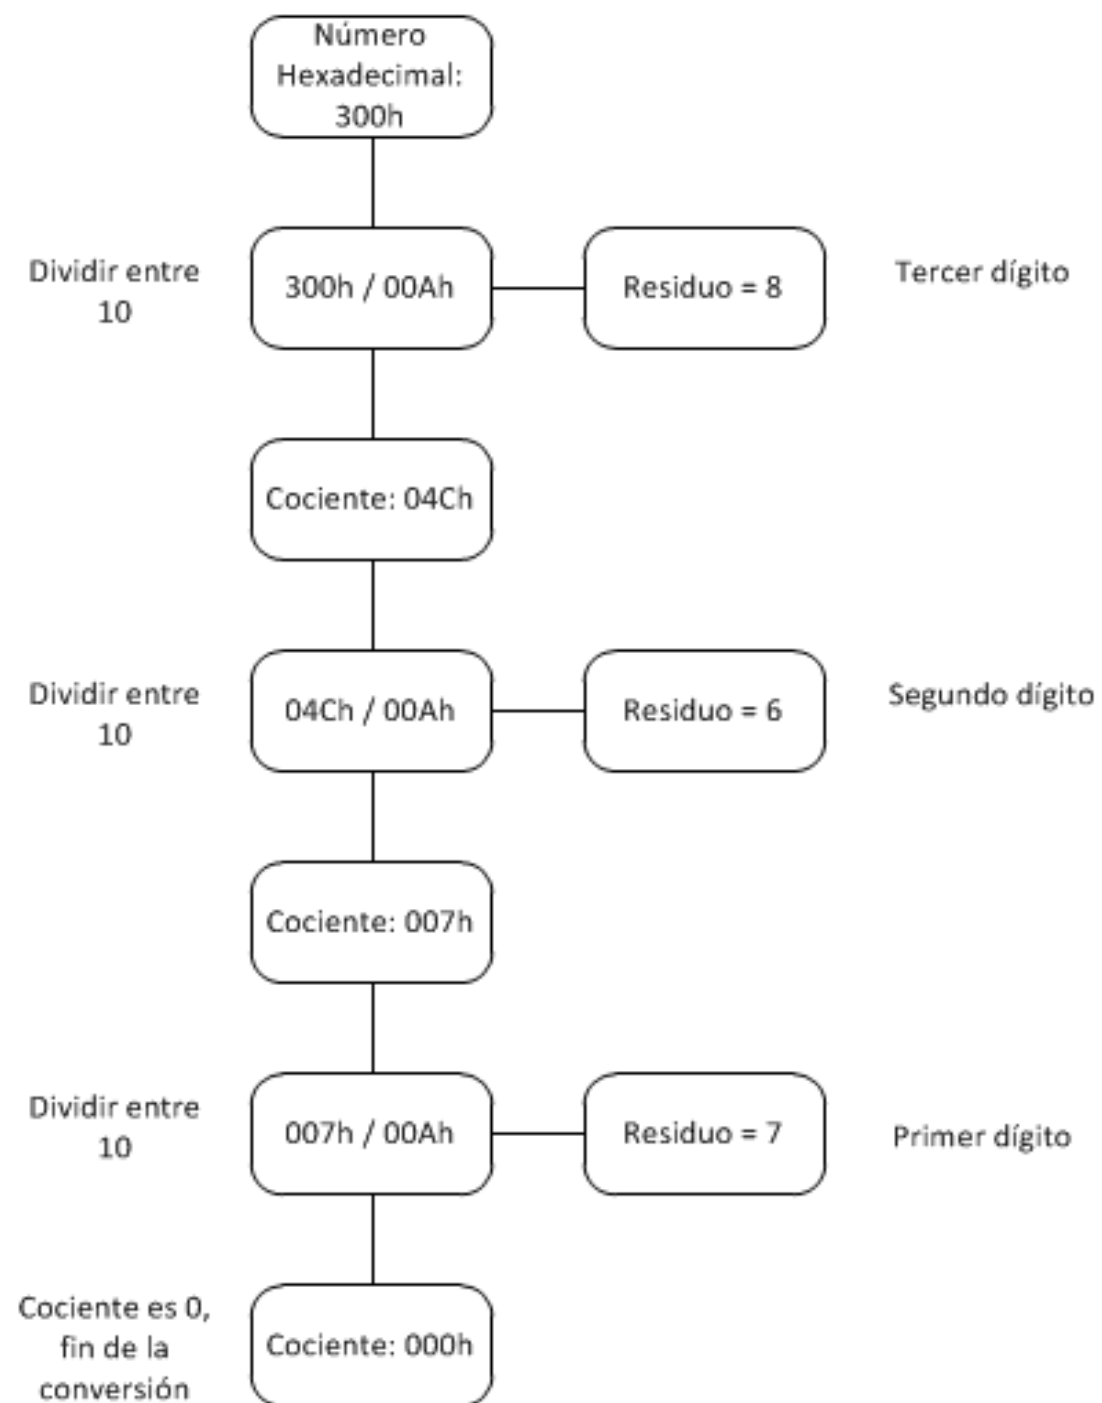 Número
Hexadecimal:
300h
Dividir entre
10
300h / 00Ah
Residuo = 8
Tercer dígito
Cociente: 04Ch
Dividir entre
10
04Ch / 00Ah
Residuo = 6
Segundo dígito
Cociente: 007h
Dividir entre
10
007h / 00Ah
Residuo = 7
Primer dígito
Cociente es 0,
fin de la
conversión
Cociente: 000h